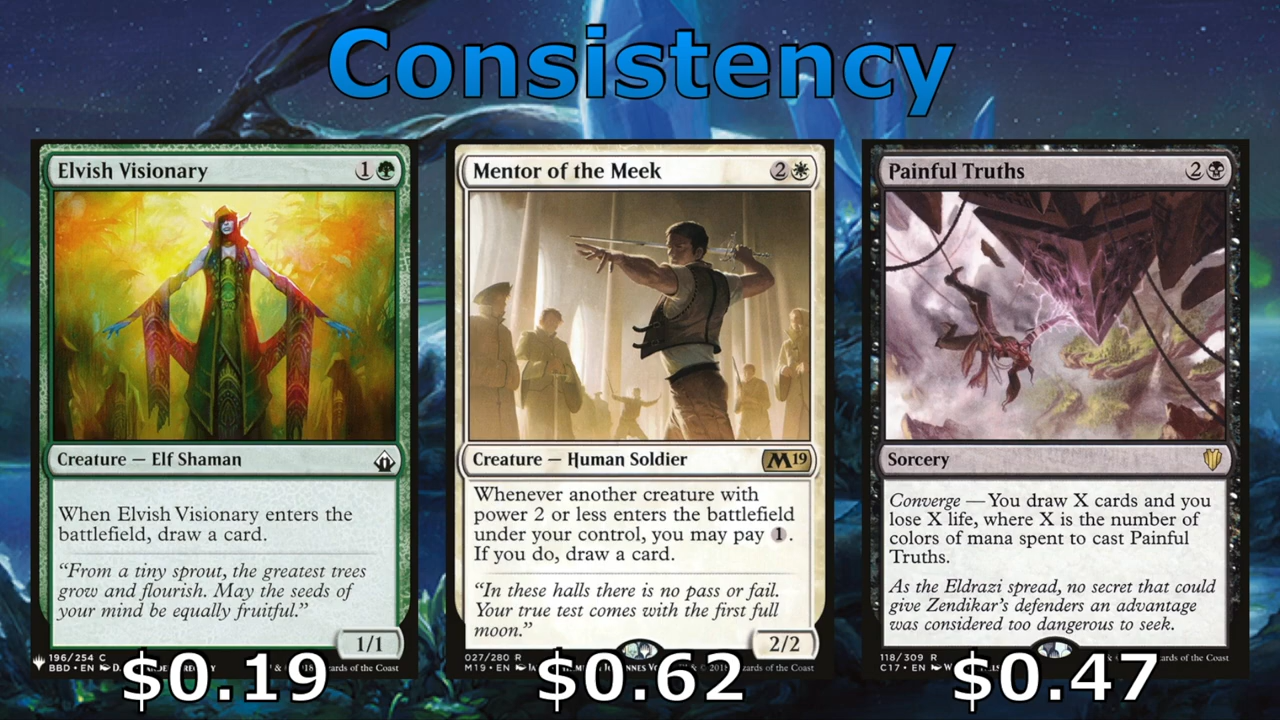 Consistency
Elvish Visionary 1
Creature — Elf Shaman
When Elvish Visionary enters the
battlefield, draw a card.
“From a tiny sprout, the greatest trees
grow and flourish. May the seeds of
your mind be equally fruitful.”
1/1
196/254 C
BBD • EN
$0.19
Mentor of the Meek 2
Creature — Human Soldier
M19
Whenever another creature with
power 2 or less enters the battlefield
under your control, you may pay 1.
If you do, draw a card.
“In these halls there is no pass or fail.
Your true test comes with the first full
moon.”
2/2
027/280 R
M19 • EN
$0.62
Painful Truths 2
Sorcery
Converge — You draw X cards and you
lose X life, where X is the number of
colors of mana spent to cast Painful
Truths.
As the Eldrazi spread, no secret that could
give Zendikar’s defenders an advantage
was considered too dangerous to seek.
118/309 R
C17 • EN
$0.47